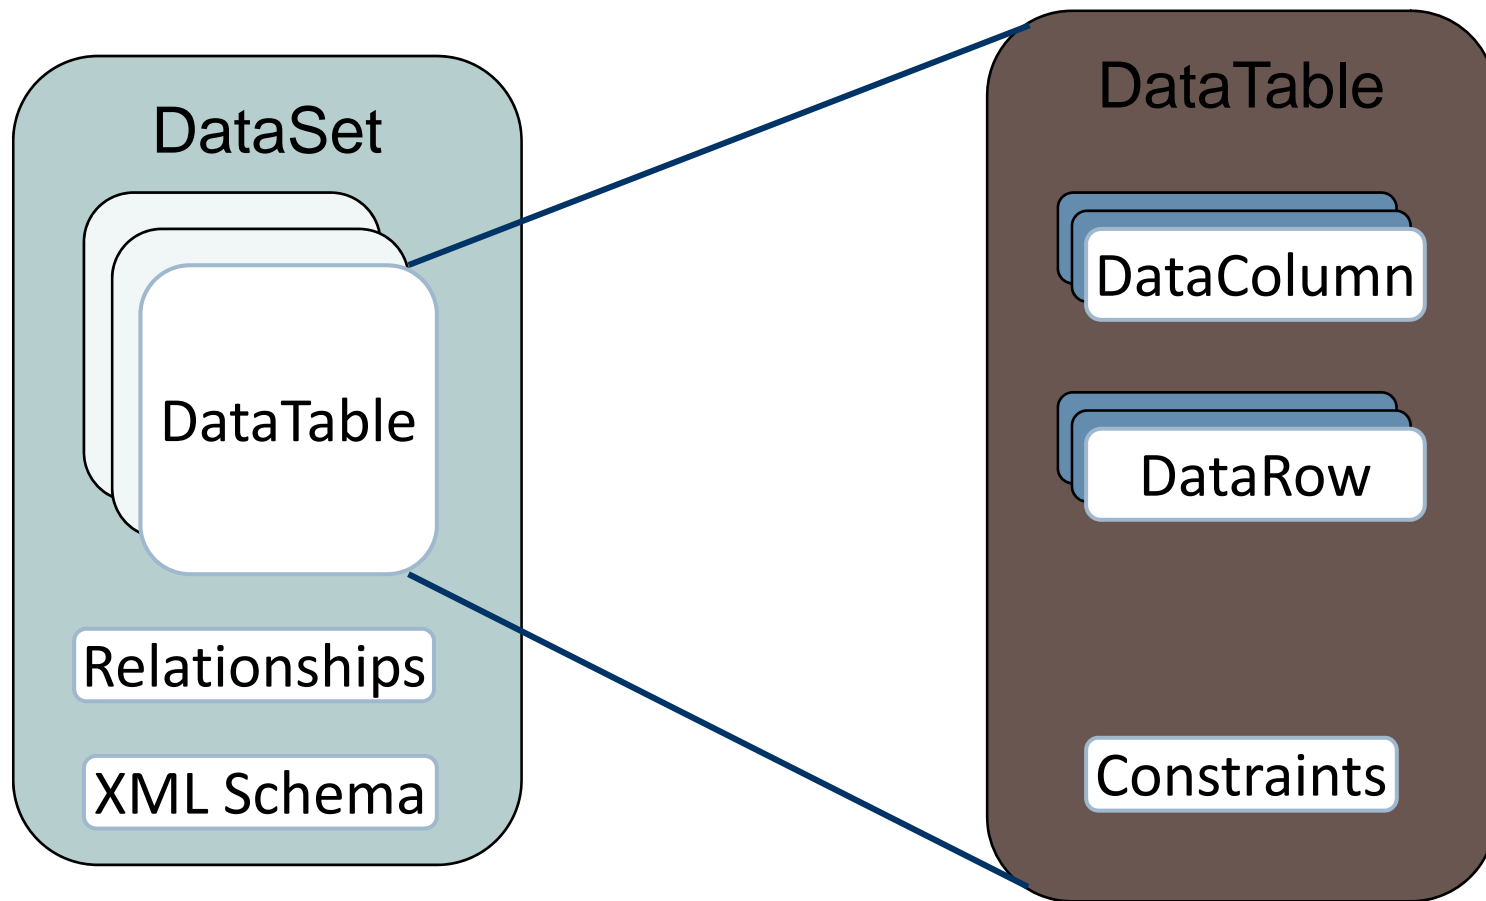 DataSet
DataTable
Relationships
XML Schema
DataTable
DataColumn
DataRow
Constraints